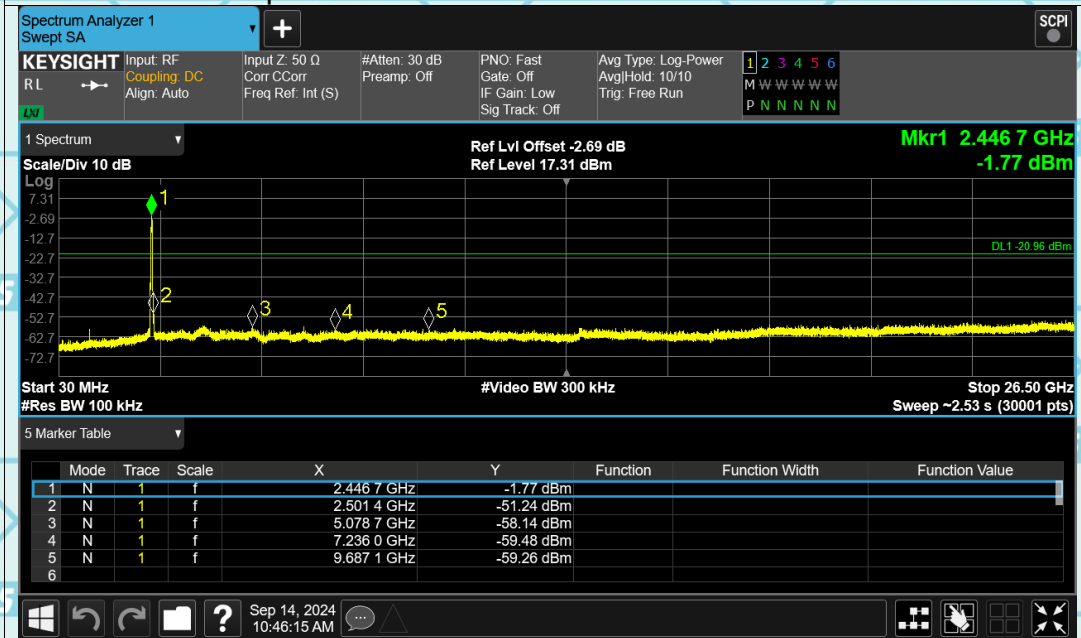 Spectrum Analyzer 1
Swept SA
+
SCPI
KEYSIGHT
R L
LXI
Input: RF
Coupling: DC
Align: Auto
Input Z: 50 Ω
Corr CCorr
Freq Ref: Int (S)
#Atten: 30 dB
Preamp: Off
PNO: Fast
Gate: Off
IF Gain: Low
Sig Track: Off
Avg Type: Log-Power
Avg|Hold: 10/10
Trig: Free Run
1 2 3 4 5 6
M W W W W W
P N N N N N
1 Spectrum
Scale/Div 10 dB
Ref Lvl Offset -2.69 dB
Ref Level 17.31 dBm
Mkr1 2.446 7 GHz
-1.77 dBm
Log
7.31
-2.69
-12.7
-22.7
-32.7
-42.7
-52.7
-62.7
-72.7
1
2
3
4
5
DL1 -20.96 dBm
Start 30 MHz
#Video BW 300 kHz
Stop 26.50 GHz
#Res BW 100 kHz
Sweep ~2.53 s (30001 pts)
5 Marker Table
Mode Trace Scale X Y Function Function Width Function Value
1 N 1 f 2.446 7 GHz -1.77 dBm
2 N 1 f 2.501 4 GHz -51.24 dBm
3 N 1 f 5.078 7 GHz -58.14 dBm
4 N 1 f 7.236 0 GHz -59.48 dBm
5 N 1 f 9.687 1 GHz -59.26 dBm
6
?
Sep 14, 2024
10:46:15 AM